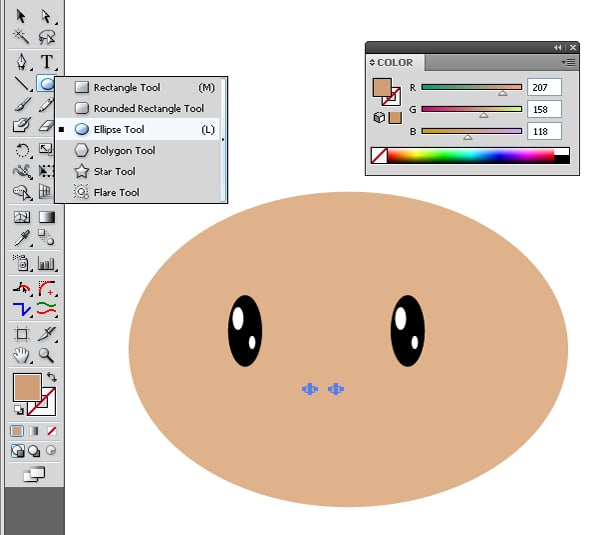 COLOR
R 207
G 158
B 118
T
Rectangle Tool (M)
Rounded Rectangle Tool
Ellipse Tool (L)
Polygon Tool
Star Tool
Flare Tool